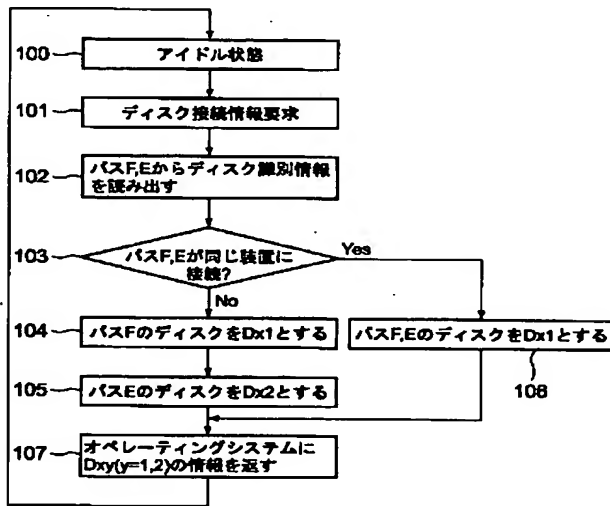 100
アイドル状態
101
ディスク接続情報要求
102
パスF,Eからディスク識別情報
を読み出す
103
パスF,Eが同じ装置に
接続?
Yes
No
104
パスFのディスクをDx1とする
パスF,EのディスクをDx1とする
106
105
パスEのディスクをDx2とする
107
オペレーティングシステムに
Dxy(y=1,2)の情報を返す